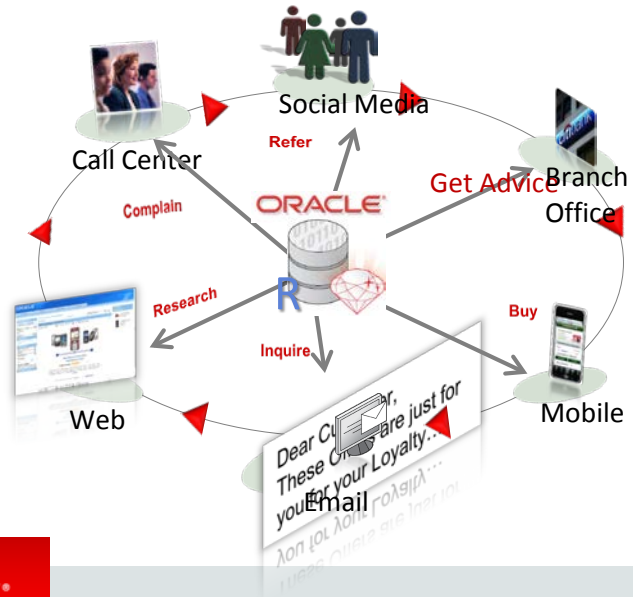 Social Media
Refer
Call Center
Get Advice
Branch
Office
Complain
ORACLE
R
Research
Buy
Inquire
Dear
These Offers are just for
you for your Loyalty...
Web
Email
Mobile